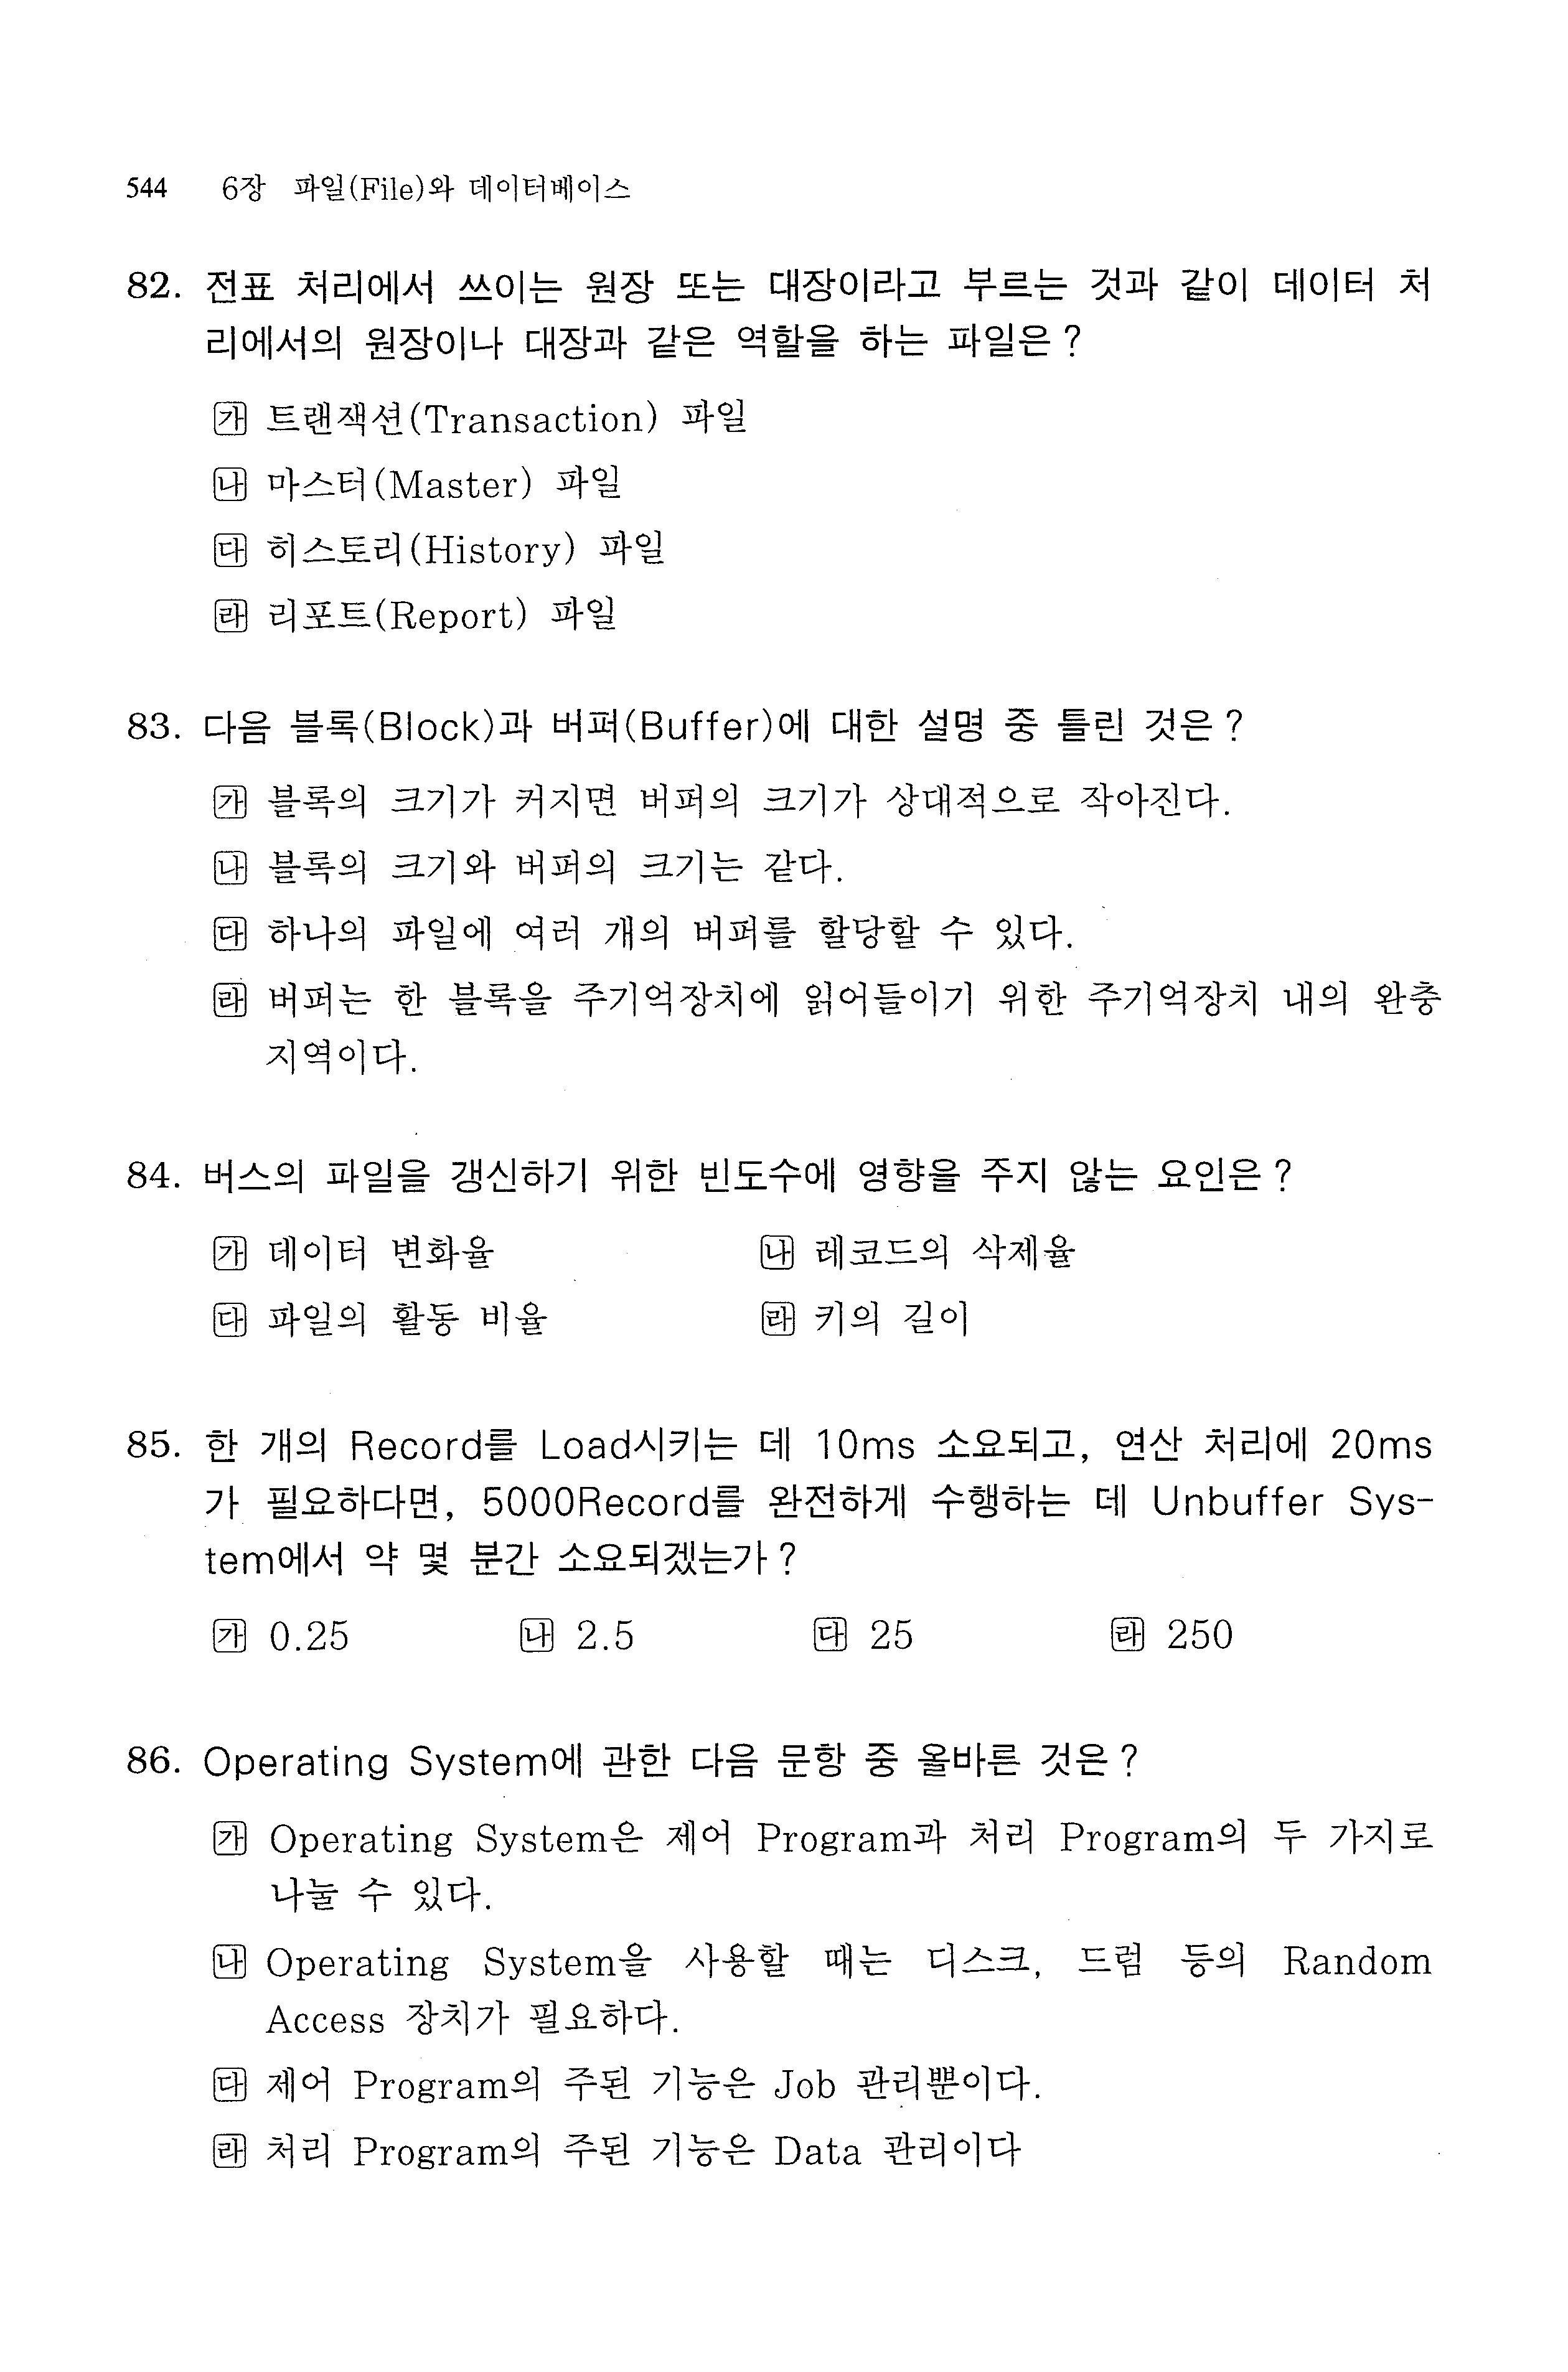 544 6장 파일(File)와 데이터베이스
82. 전표 처리에서 쓰이는 원장 또는 대장이라고 부르는 것과 같이 데이터 처
리에서의 원장이나 대장과 같은 역할을 하는 파일은?
㉮ 트랜잭션(Transaction) 파일
㉯ 마스터(Master) 파일
㉰ 히스토리(History) 파일
㉱ 리포트(Report) 파일
83. 다음 블록(Block)과 버퍼(Buffer)에 대한 설명 중 틀린 것은?
㉮ 블록의 크기가 커지면 버퍼의 크기가 상대적으로 작아진다.
㉯ 블록의 크기와 버퍼의 크기는 같다.
㉰ 하나의 파일에 여러 개의 버퍼를 할당할 수 있다.
㉱ 버퍼는 한 블록을 주기억장치에 읽어들이기 위한 주기억장치 내의 완충
지역이다.
84. 버스의 파일을 갱신하기 위한 빈도수에 영향을 주지 않는 요인은?
㉮ 데이터 변화율 ㉯ 레코드의 삭제율
㉰ 파일의 활동 비율 ㉱ 키의 길이
85. 한 개의 Record를 Load시키는 데 10ms 소요되고, 연산 처리에 20ms
가 필요하다면, 5000Record를 완전하게 수행하는 데 Unbuffer Sys-
tem에서 약 몇 분간 소요되겠는가?
㉮ 0.25 ㉯ 2.5 ㉰ 25 ㉱ 250
86. Operating System에 관한 다음 문항 중 올바른 것은?
㉮ Operating System은 제어 Program과 처리 Program의 두 가지로
나눌 수 있다.
㉯ Operating System을 사용할 때는 디스크, 드럼 등의 Random
Access 장치가 필요하다.
㉰ 제어 Program의 주된 기능은 Job 관리뿐이다.
㉱ 처리 Program의 주된 기능은 Data 관리이다